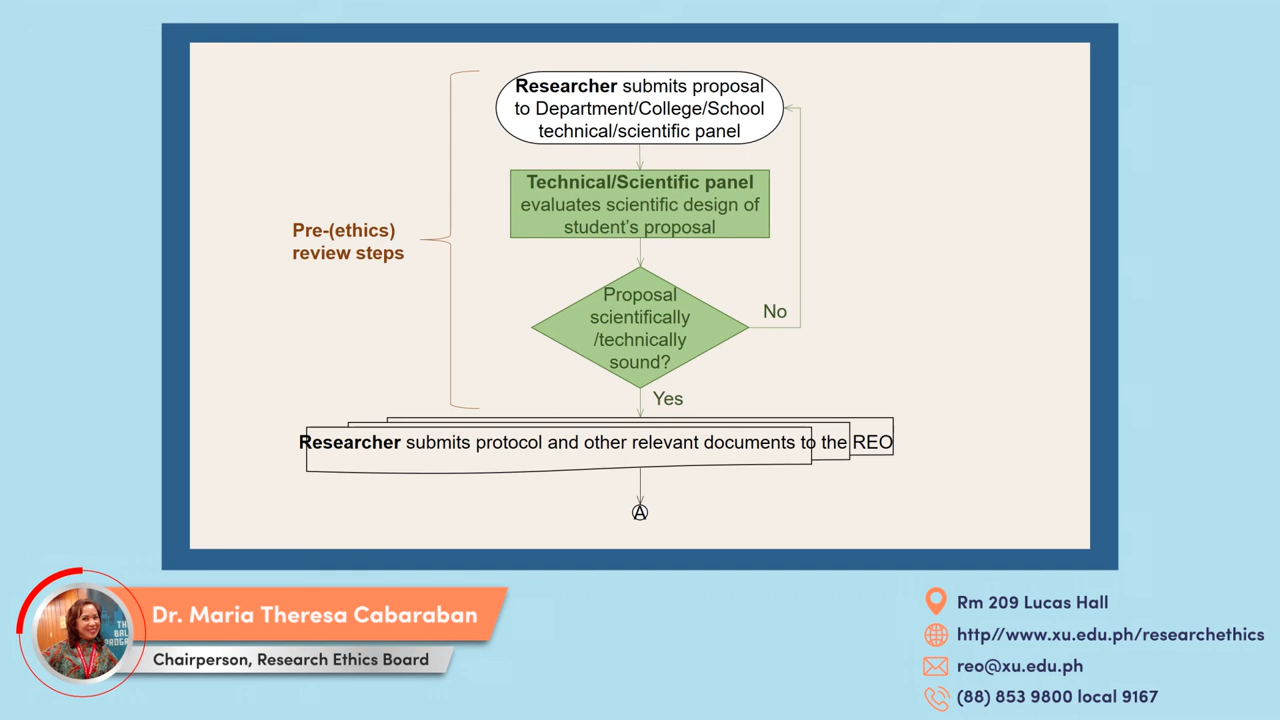 Researcher submits proposal
to Department/College/School
technical/scientific panel
Technical/Scientific panel
evaluates scientific design of
student's proposal
Pre-(ethics)
review steps
Proposal
scientifically
/technically
sound?
No
Yes
Researcher submits protocol and other relevant documents to the REO
A
Dr. Maria Theresa Cabaraban
Chairperson, Research Ethics Board
Rm 209 Lucas Hall
http//www.xu.edu.ph/researchethics
reo@xu.edu.ph
(88) 853 9800 local 9167